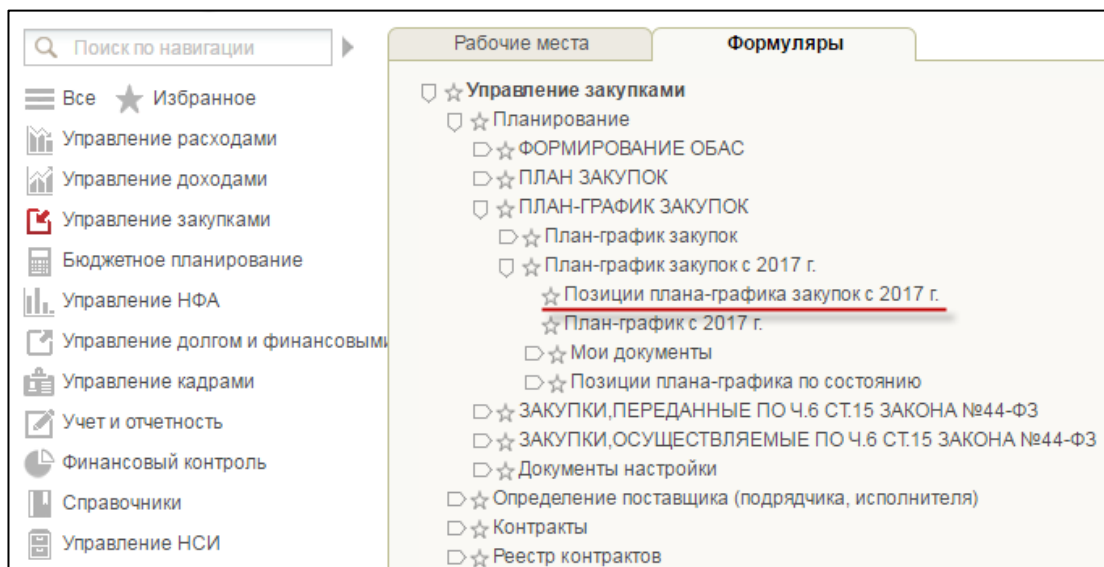 Поиск по навигации
Все Избранное
Управление расходами
Управление доходами
Управление закупками
Бюджетное планирование
Управление НФА
Управление долгом и финансовыми
Управление кадрами
Учет и отчетность
Финансовый контроль
Справочники
Управление НСИ
Рабочие места
Формуляры
Управление закупками
Планирование
ФОРМИРОВАНИЕ ОБАС
ПЛАН ЗАКУПОК
ПЛАН-ГРАФИК ЗАКУПОК
План-график закупок
План-график закупок с 2017 г.
Позиции плана-графика закупок с 2017 г.
План-график с 2017 г.
Мои документы
Позиции плана-графика по состоянию
ЗАКУПКИ,ПЕРЕДАННЫЕ ПО Ч.6 СТ.15 ЗАКОНА №44-ФЗ
ЗАКУПКИ,ОСУЩЕСТВЛЯЕМЫЕ ПО Ч.6 СТ.15 ЗАКОНА №44-ФЗ
Документы настройки
Определение поставщика (подрядчика, исполнителя)
Контракты
Реестр контрактов